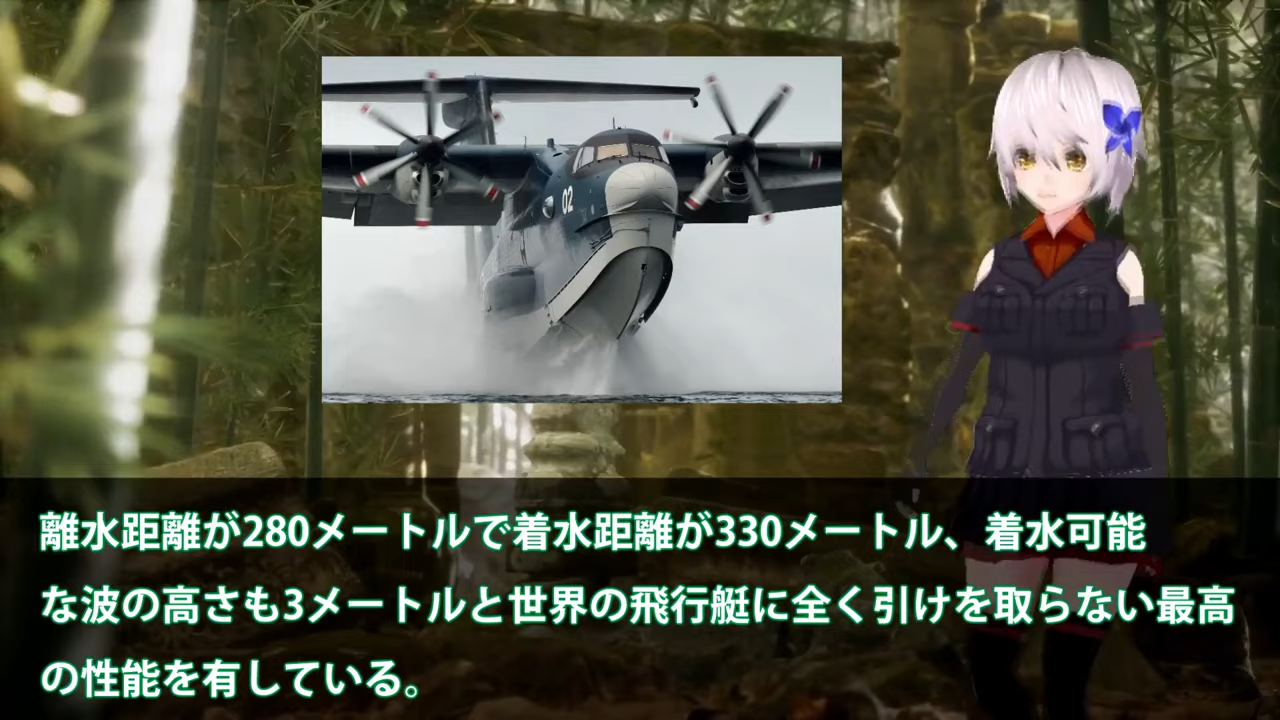 02
離水距離が280メートルで着水距離が330メートル、着水可能
な波の高さも3メートルと世界の飛行艇に全く引けを取らない最高
の性能を有している。